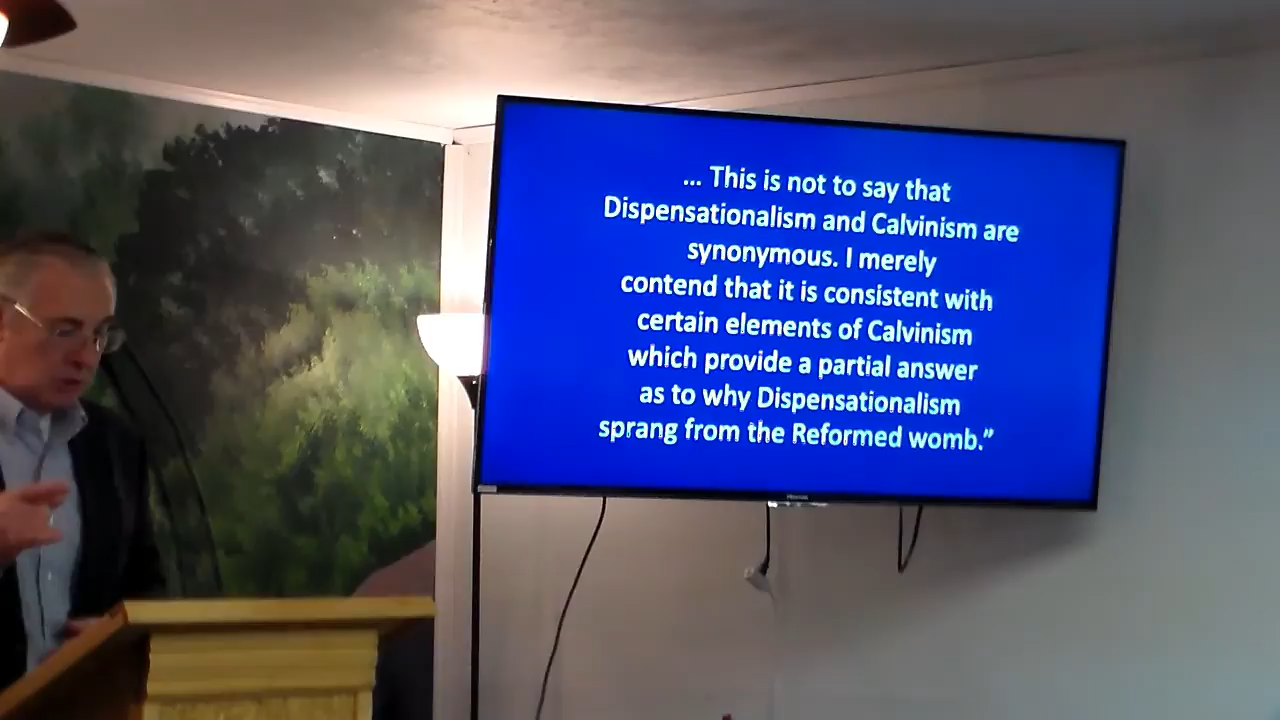 ... This is not to say that
Dispensationalism and Calvinism are
synonymous. I merely
contend that it is consistent with
certain elements of Calvinism
which provide a partial answer
as to why Dispensationalism
sprang from the Reformed womb.”